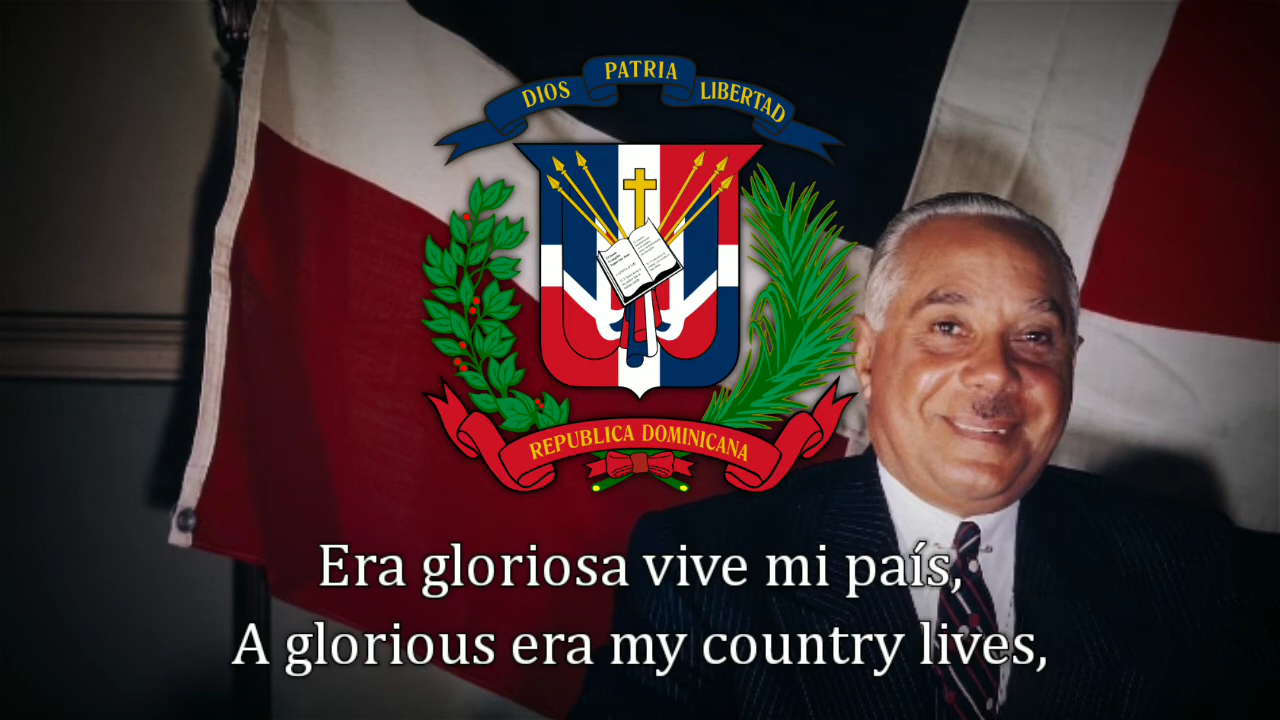 DIOS PATRIA LIBERTAD
REPUBLICA DOMINICANA
Era gloriosa vive mi país,
A glorious era my country lives,